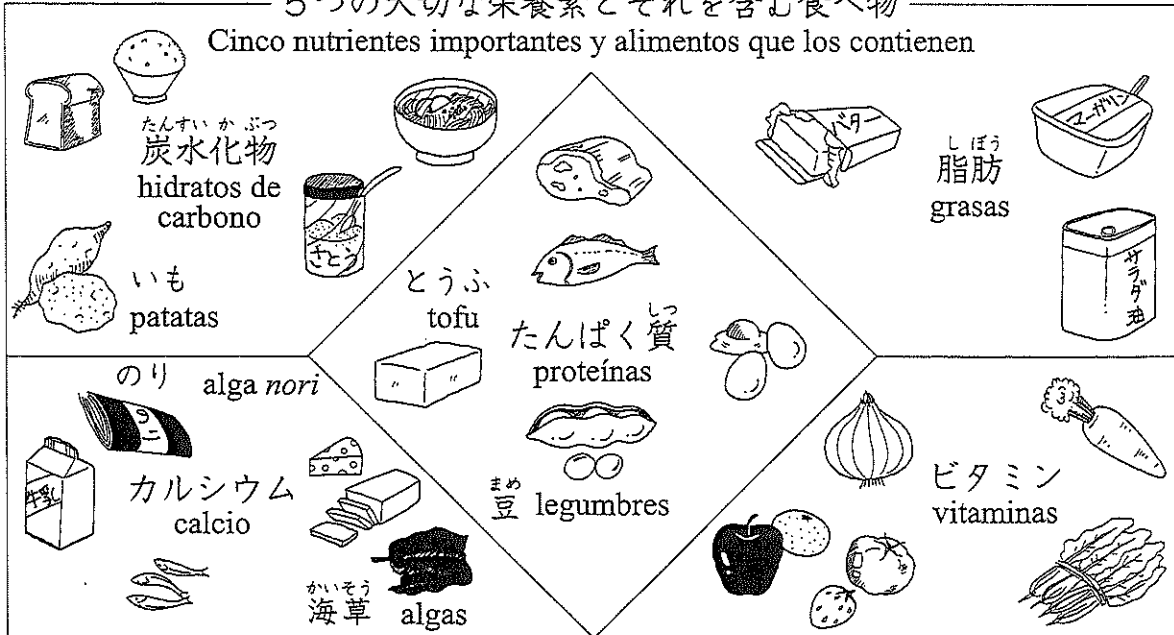 5つの大切な栄養素とそれを含む食べ物
Cinco nutrientes importantes y alimentos que los contienen
たんすいかぶつ
炭水化物
hidratos de
carbono
さとう
いも
patatas
とうふ
tofu
しつ
たんぱく質
proteínas
まめ
豆 legumbres
バター
マーガリン
しぼう
脂肪
grasas
サラダ油
のり alga nori
のり
牛乳
カルシウム
calcio
かいそう
海草 algas
ビタミン
vitaminas